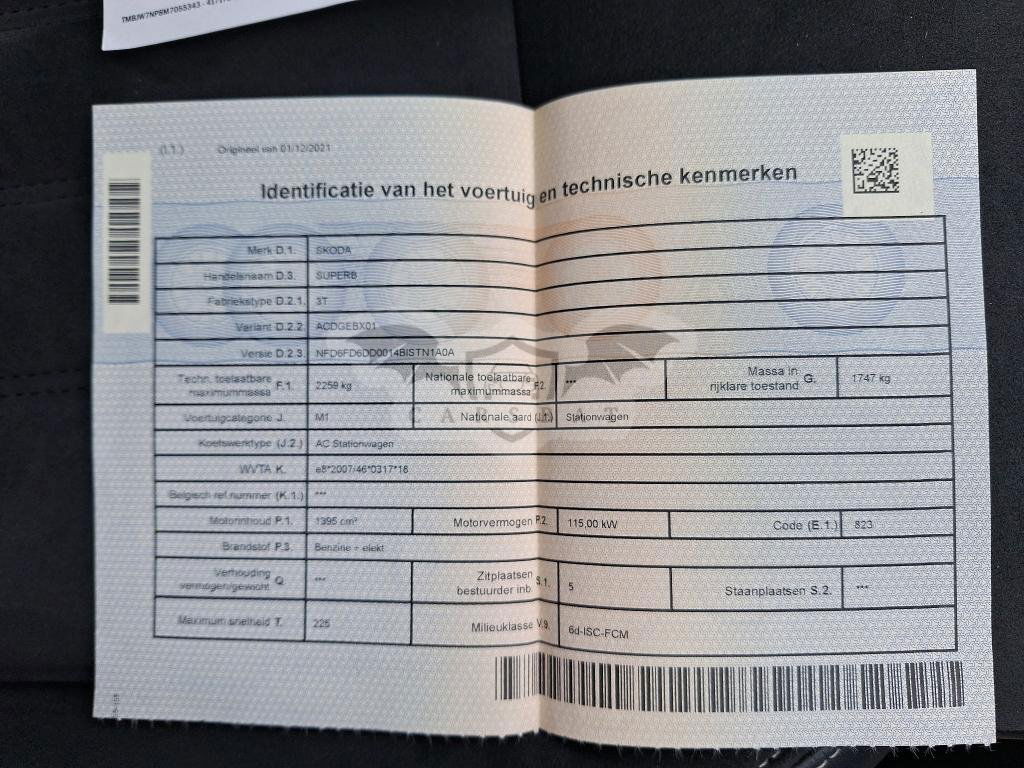 TMBJW7NP8M7055343
(I.1.) Origineel van 01/12/2021
Identificatie van het voertuig en technische kenmerken
Merk D.1. SKODA
Handelsnaam D.3. SUPERB
Fabriekstype D.2.1. 3T
Variant D.2.2. ACDGEBX01
Versie D.2.3. NFD6FD6DD0014BISTN1A0A
Techn. toelaatbare maximummassa F.1. 2259 kg Nationale toelaatbare maximummassa F.2. *** Massa in rijklare toestand G. 1747 kg
CARSBAT
Voertuigcategorie J. M1 Nationale aard (J.1.) Stationwagen
Koetswerktype (J.2.) AC Stationwagen
WVTA K. e8*2007/46*0317*16
Belgisch ref.nummer (K.1.) ***
Motorinhoud P.1. 1395 cm³ Motorvermogen P.2. 115,00 kW Code (E.1.) 823
Brandstof P.3. Benzine + elekt
Verhouding vermogen/gewicht Q. *** Zitplaatsen bestuurder inb. S.1. 5 Staanplaatsen S.2. ***
Maximum snelheid T. 225 Milieuklasse V.9. 6d-ISC-FCM